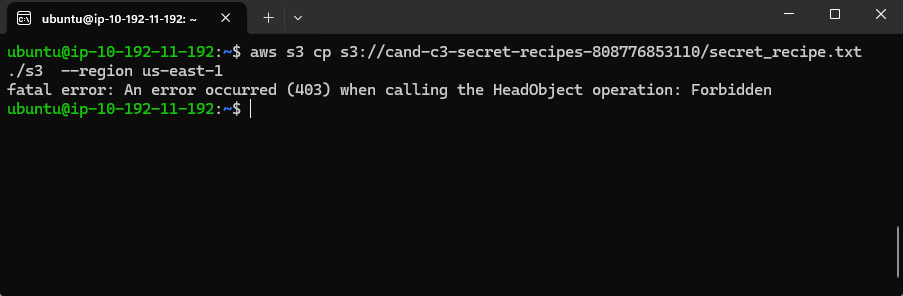 ubuntu@ip-10-192-11-192: ~
ubuntu@ip-10-192-11-192:~$ aws s3 cp s3://cand-c3-secret-recipes-808776853110/secret_recipe.txt
./s3  --region us-east-1
fatal error: An error occurred (403) when calling the HeadObject operation: Forbidden
ubuntu@ip-10-192-11-192:~$